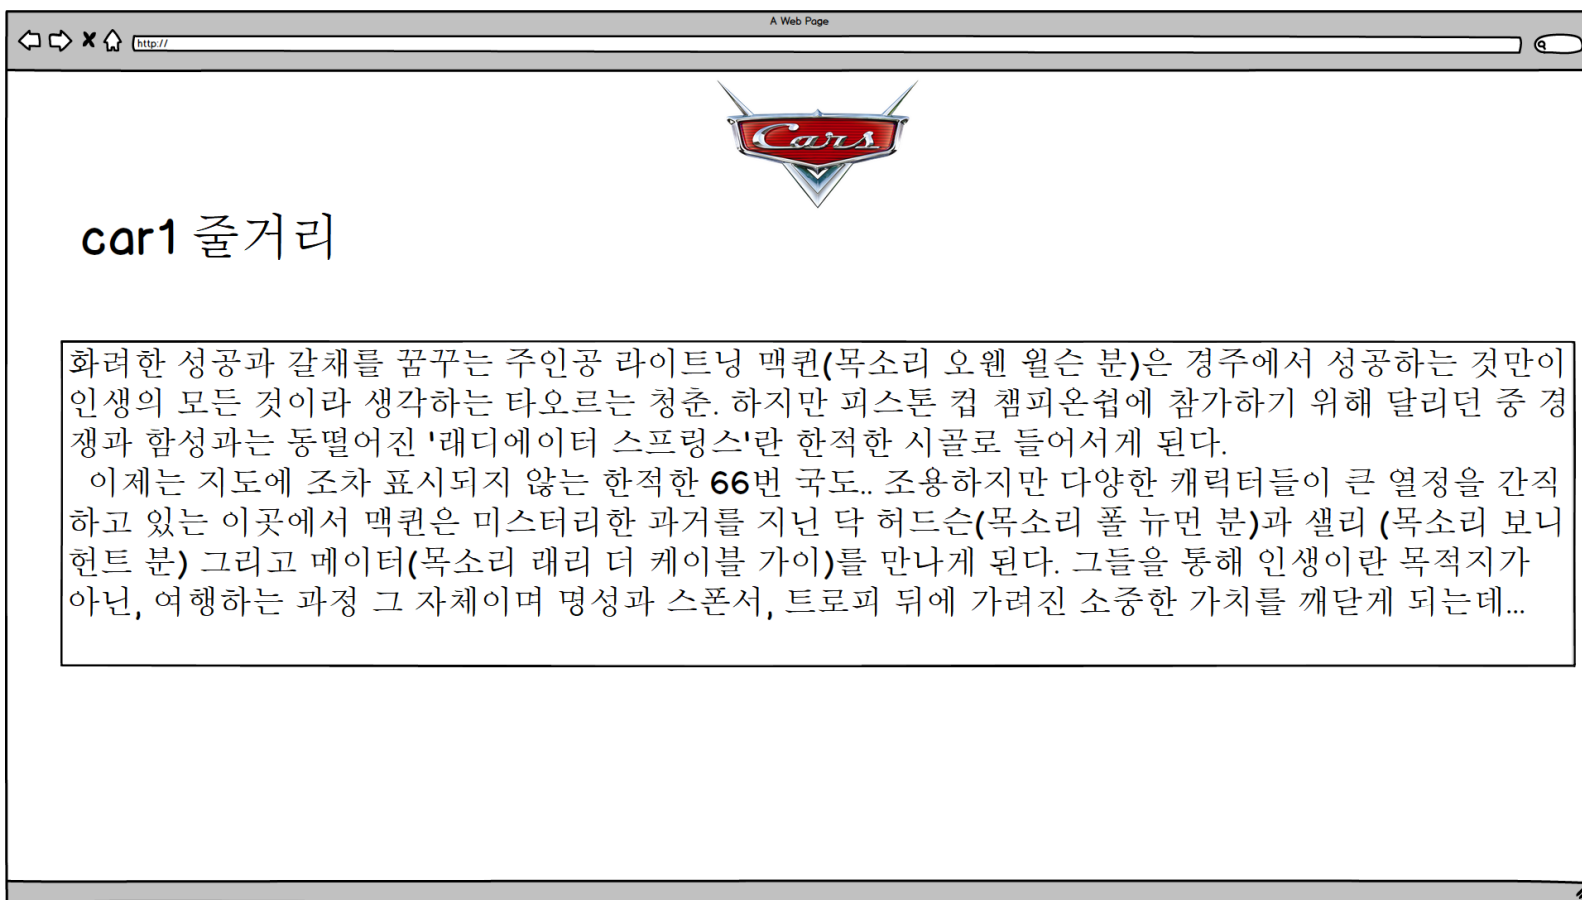 A Web Page
http://
Cars
car1 줄거리
화려한 성공과 갈채를 꿈꾸는 주인공 라이트닝 맥퀸(목소리 오웬 윌슨 분)은 경주에서 성공하는 것만이
인생의 모든 것이라 생각하는 타오르는 청춘. 하지만 피스톤 컵 챔피온쉽에 참가하기 위해 달리던 중 경
쟁과 함성과는 동떨어진 '래디에이터 스프링스'란 한적한 시골로 들어서게 된다.
이제는 지도에 조차 표시되지 않는 한적한 66번 국도.. 조용하지만 다양한 캐릭터들이 큰 열정을 간직
하고 있는 이곳에서 맥퀸은 미스터리한 과거를 지닌 닥 허드슨(목소리 폴 뉴먼 분)과 샐리 (목소리 보니
헌트 분) 그리고 메이터(목소리 래리 더 케이블 가이)를 만나게 된다. 그들을 통해 인생이란 목적지가
아닌, 여행하는 과정 그 자체이며 명성과 스폰서, 트로피 뒤에 가려진 소중한 가치를 깨닫게 되는데...